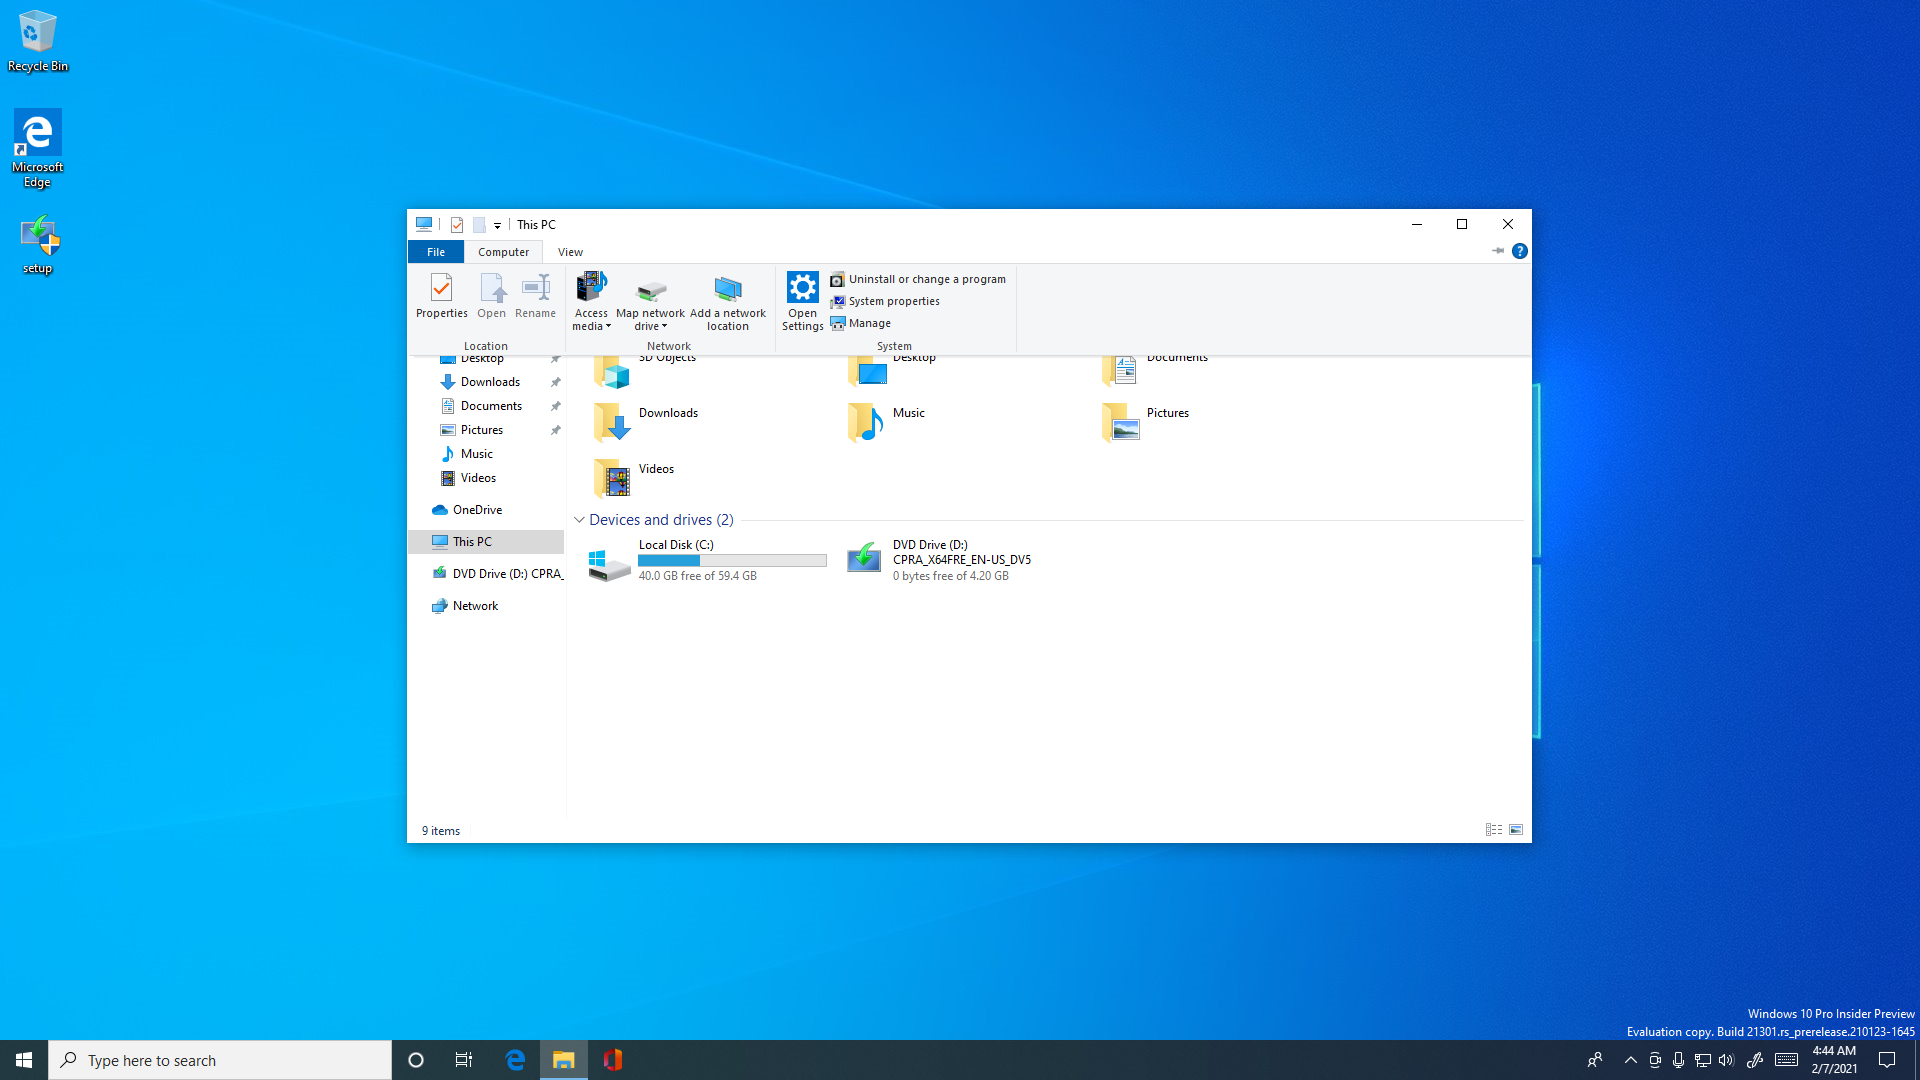 Recycle Bin
Microsoft
Edge
setup
This PC
File
Computer
View
Properties
Open
Rename
Access
media
Map network
drive
Add a network
location
Open
Settings
Uninstall or change a program
System properties
Manage
Location
Network
System
Desktop
Downloads
Documents
Pictures
Music
Videos
OneDrive
This PC
DVD Drive (D:) CPRA_
Network
3D Objects
Desktop
Documents
Downloads
Music
Pictures
Videos
Devices and drives (2)
Local Disk (C:)
40.0 GB free of 59.4 GB
DVD Drive (D:)
CPRA_X64FRE_EN-US_DV5
0 bytes free of 4.20 GB
9 items
Windows 10 Pro Insider Preview
Evaluation copy. Build 21301.rs_prerelease.210123-1645
Type here to search
4:44 AM
2/7/2021